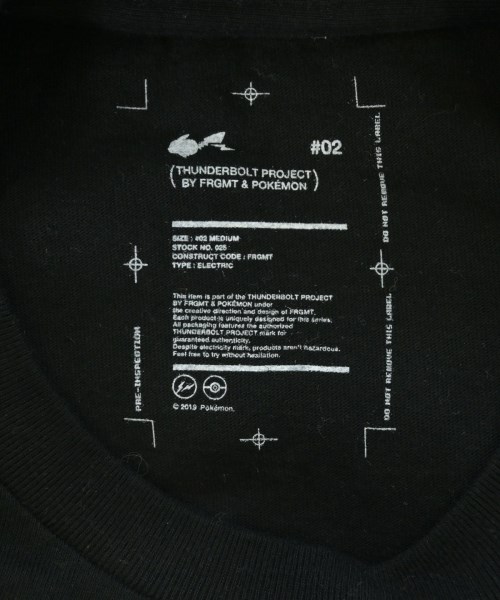 #02
(THUNDERBOLT PROJECT
BY FRGMT & POKÉMON)
SIZE : #02 MEDIUM
STOCK NO. 025
CONSTRUCT CODE : FRGMT
TYPE : ELECTRIC
This item is part of the THUNDERBOLT PROJECT
BY FRGMT & POKÉMON under
the creative direction and design of FRGMT.
Each product is uniquely designed for this series.
All packaging features the authorized
THUNDERBOLT PROJECT mark for
guaranteed authenticity.
Despite electricity mark, products aren't hazardous.
Feel free to try without hesitation.
© 2019 Pokémon.
PRE-INSPECTION
DO NOT REMOVE THIS LABEL
DO NOT REMOVE THIS LABEL